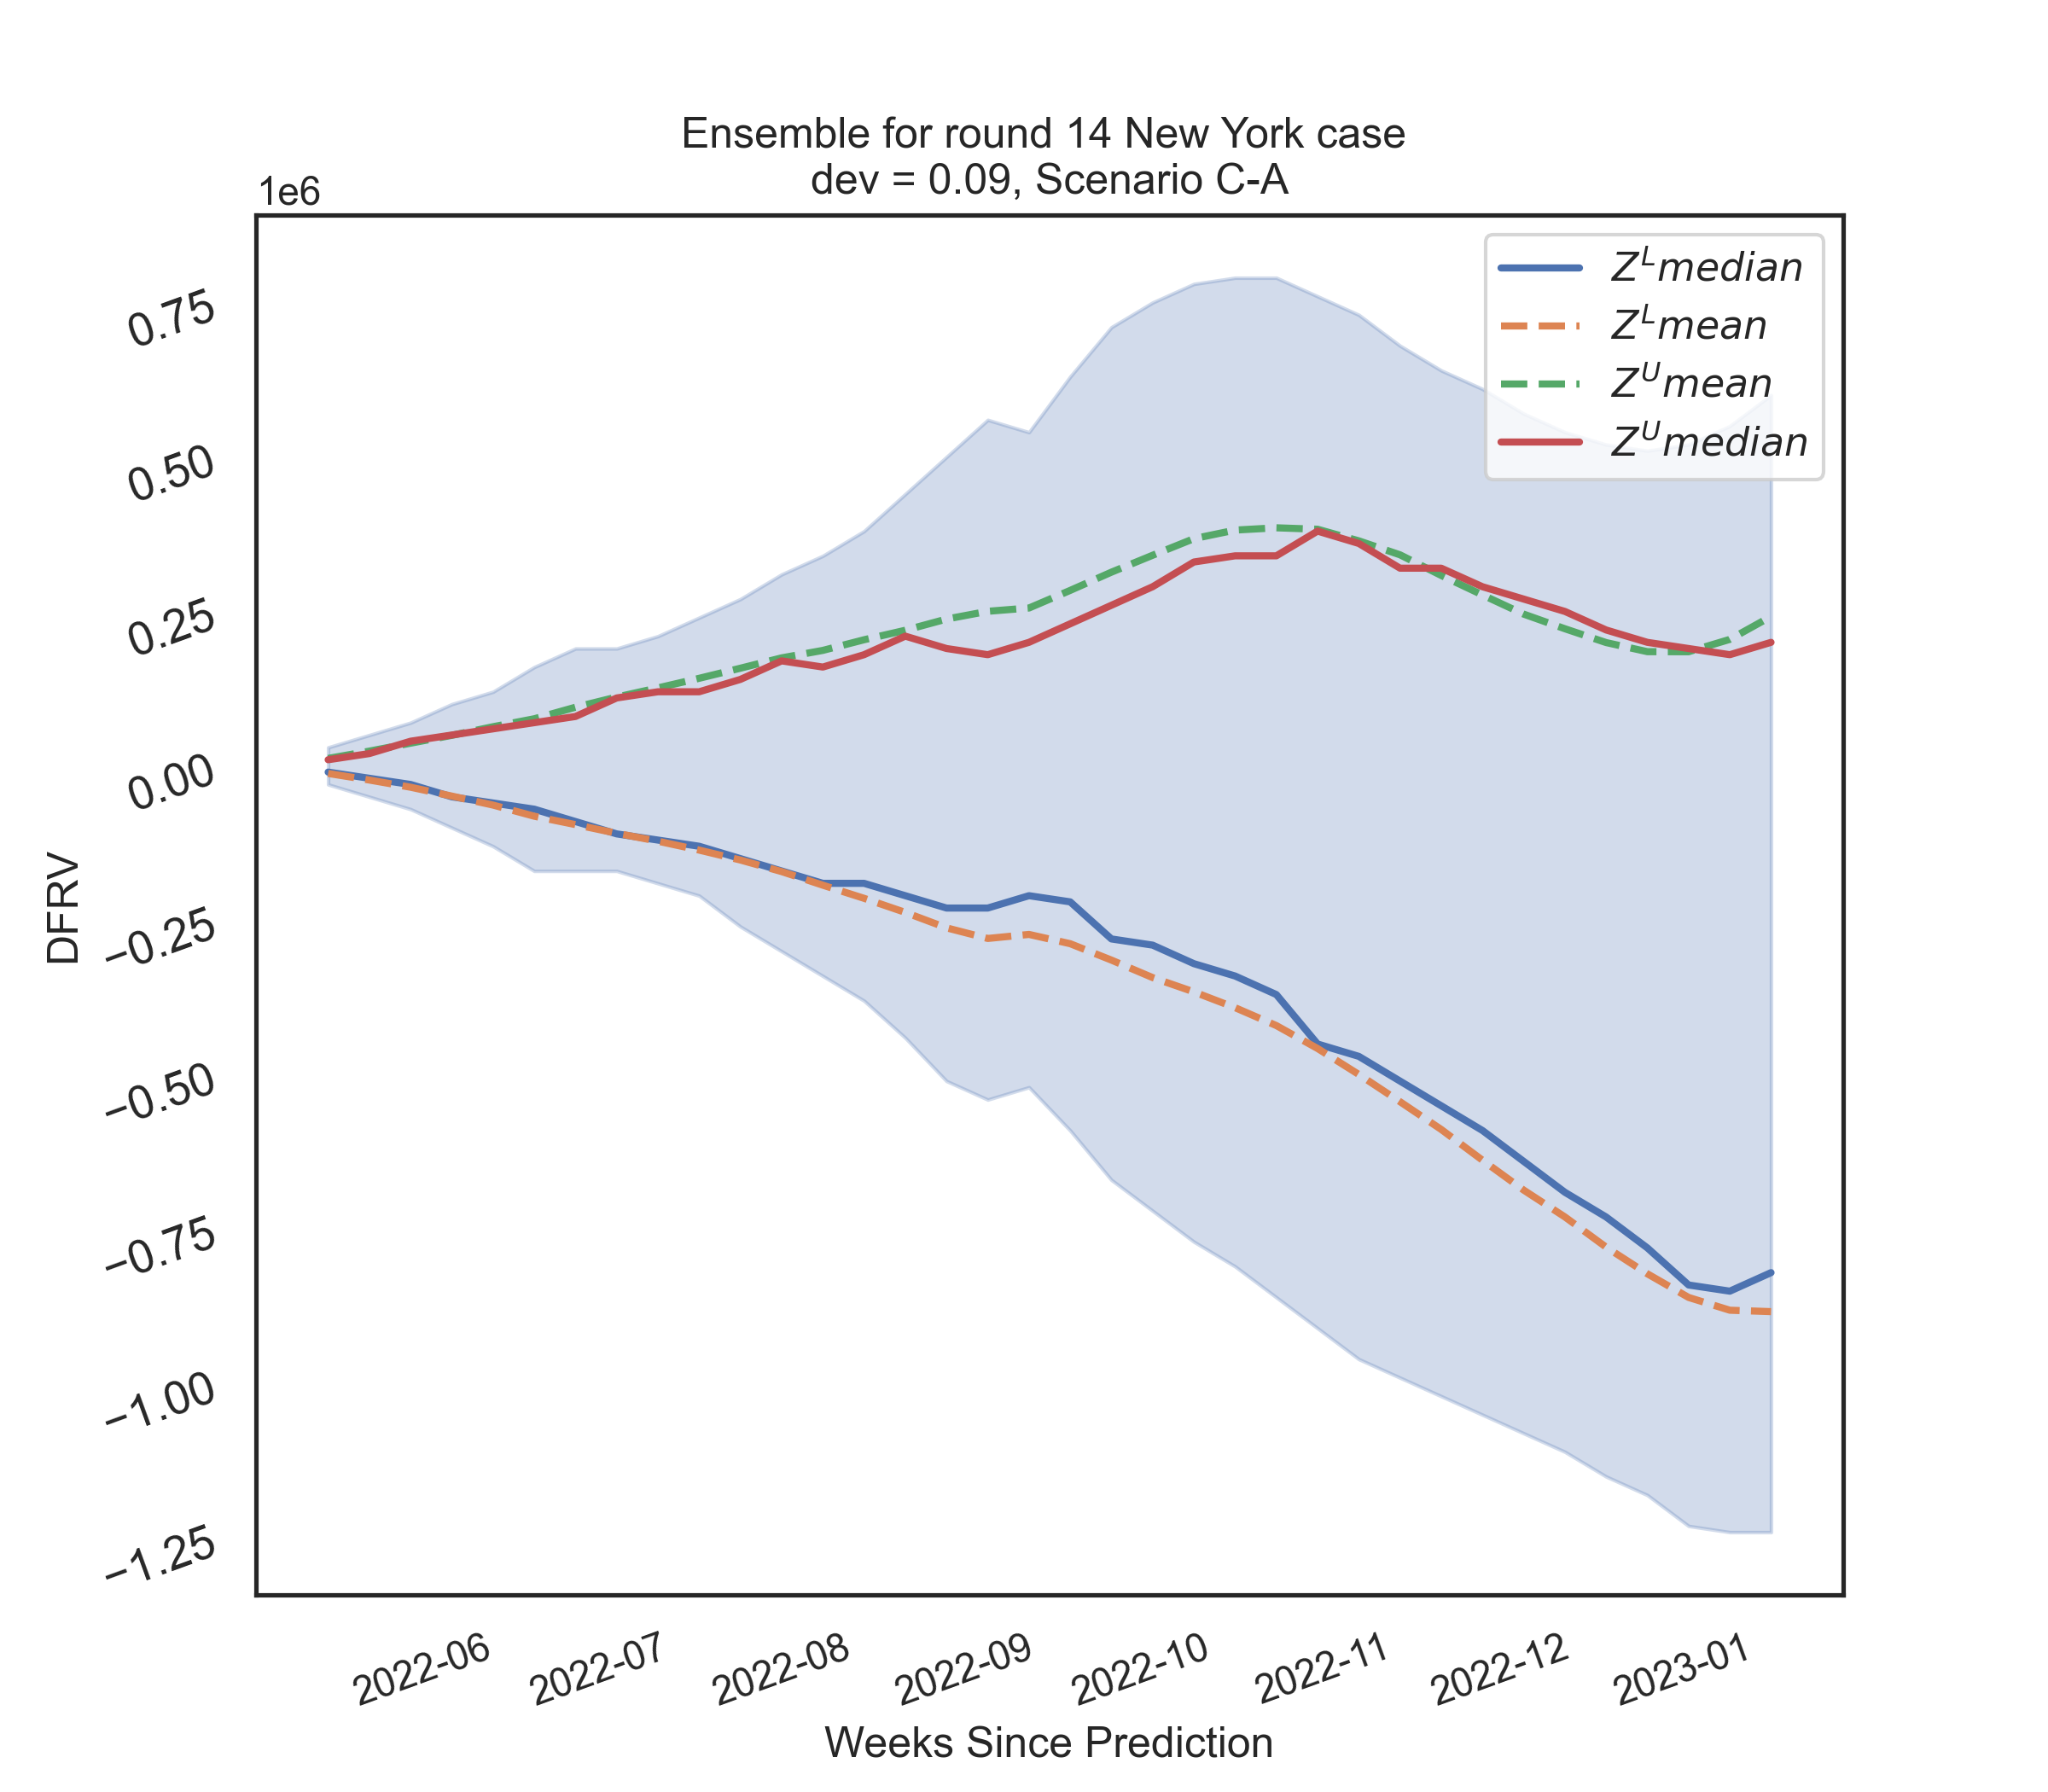 Ensemble for round 14 New York case
dev = 0.09, Scenario C-A
1e6
Z^L median
Z^L mean
Z^U mean
Z^U median
0.75
0.50
0.25
0.00
−0.25
−0.50
−0.75
−1.00
−1.25
DFRV
2022-06
2022-07
2022-08
2022-09
2022-10
2022-11
2022-12
2023-01
Weeks Since Prediction